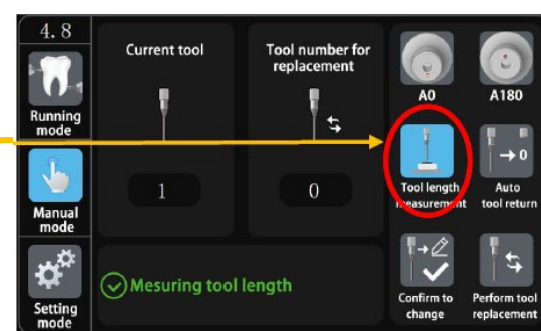 4.8
Running
mode
Manual
mode
Setting
mode
Current tool
1
Tool number for
replacement
0
Mesuring tool length
A0
A180
Tool length
measurement
→0
Auto
tool return
Confirm to
change
Perform tool
replacement